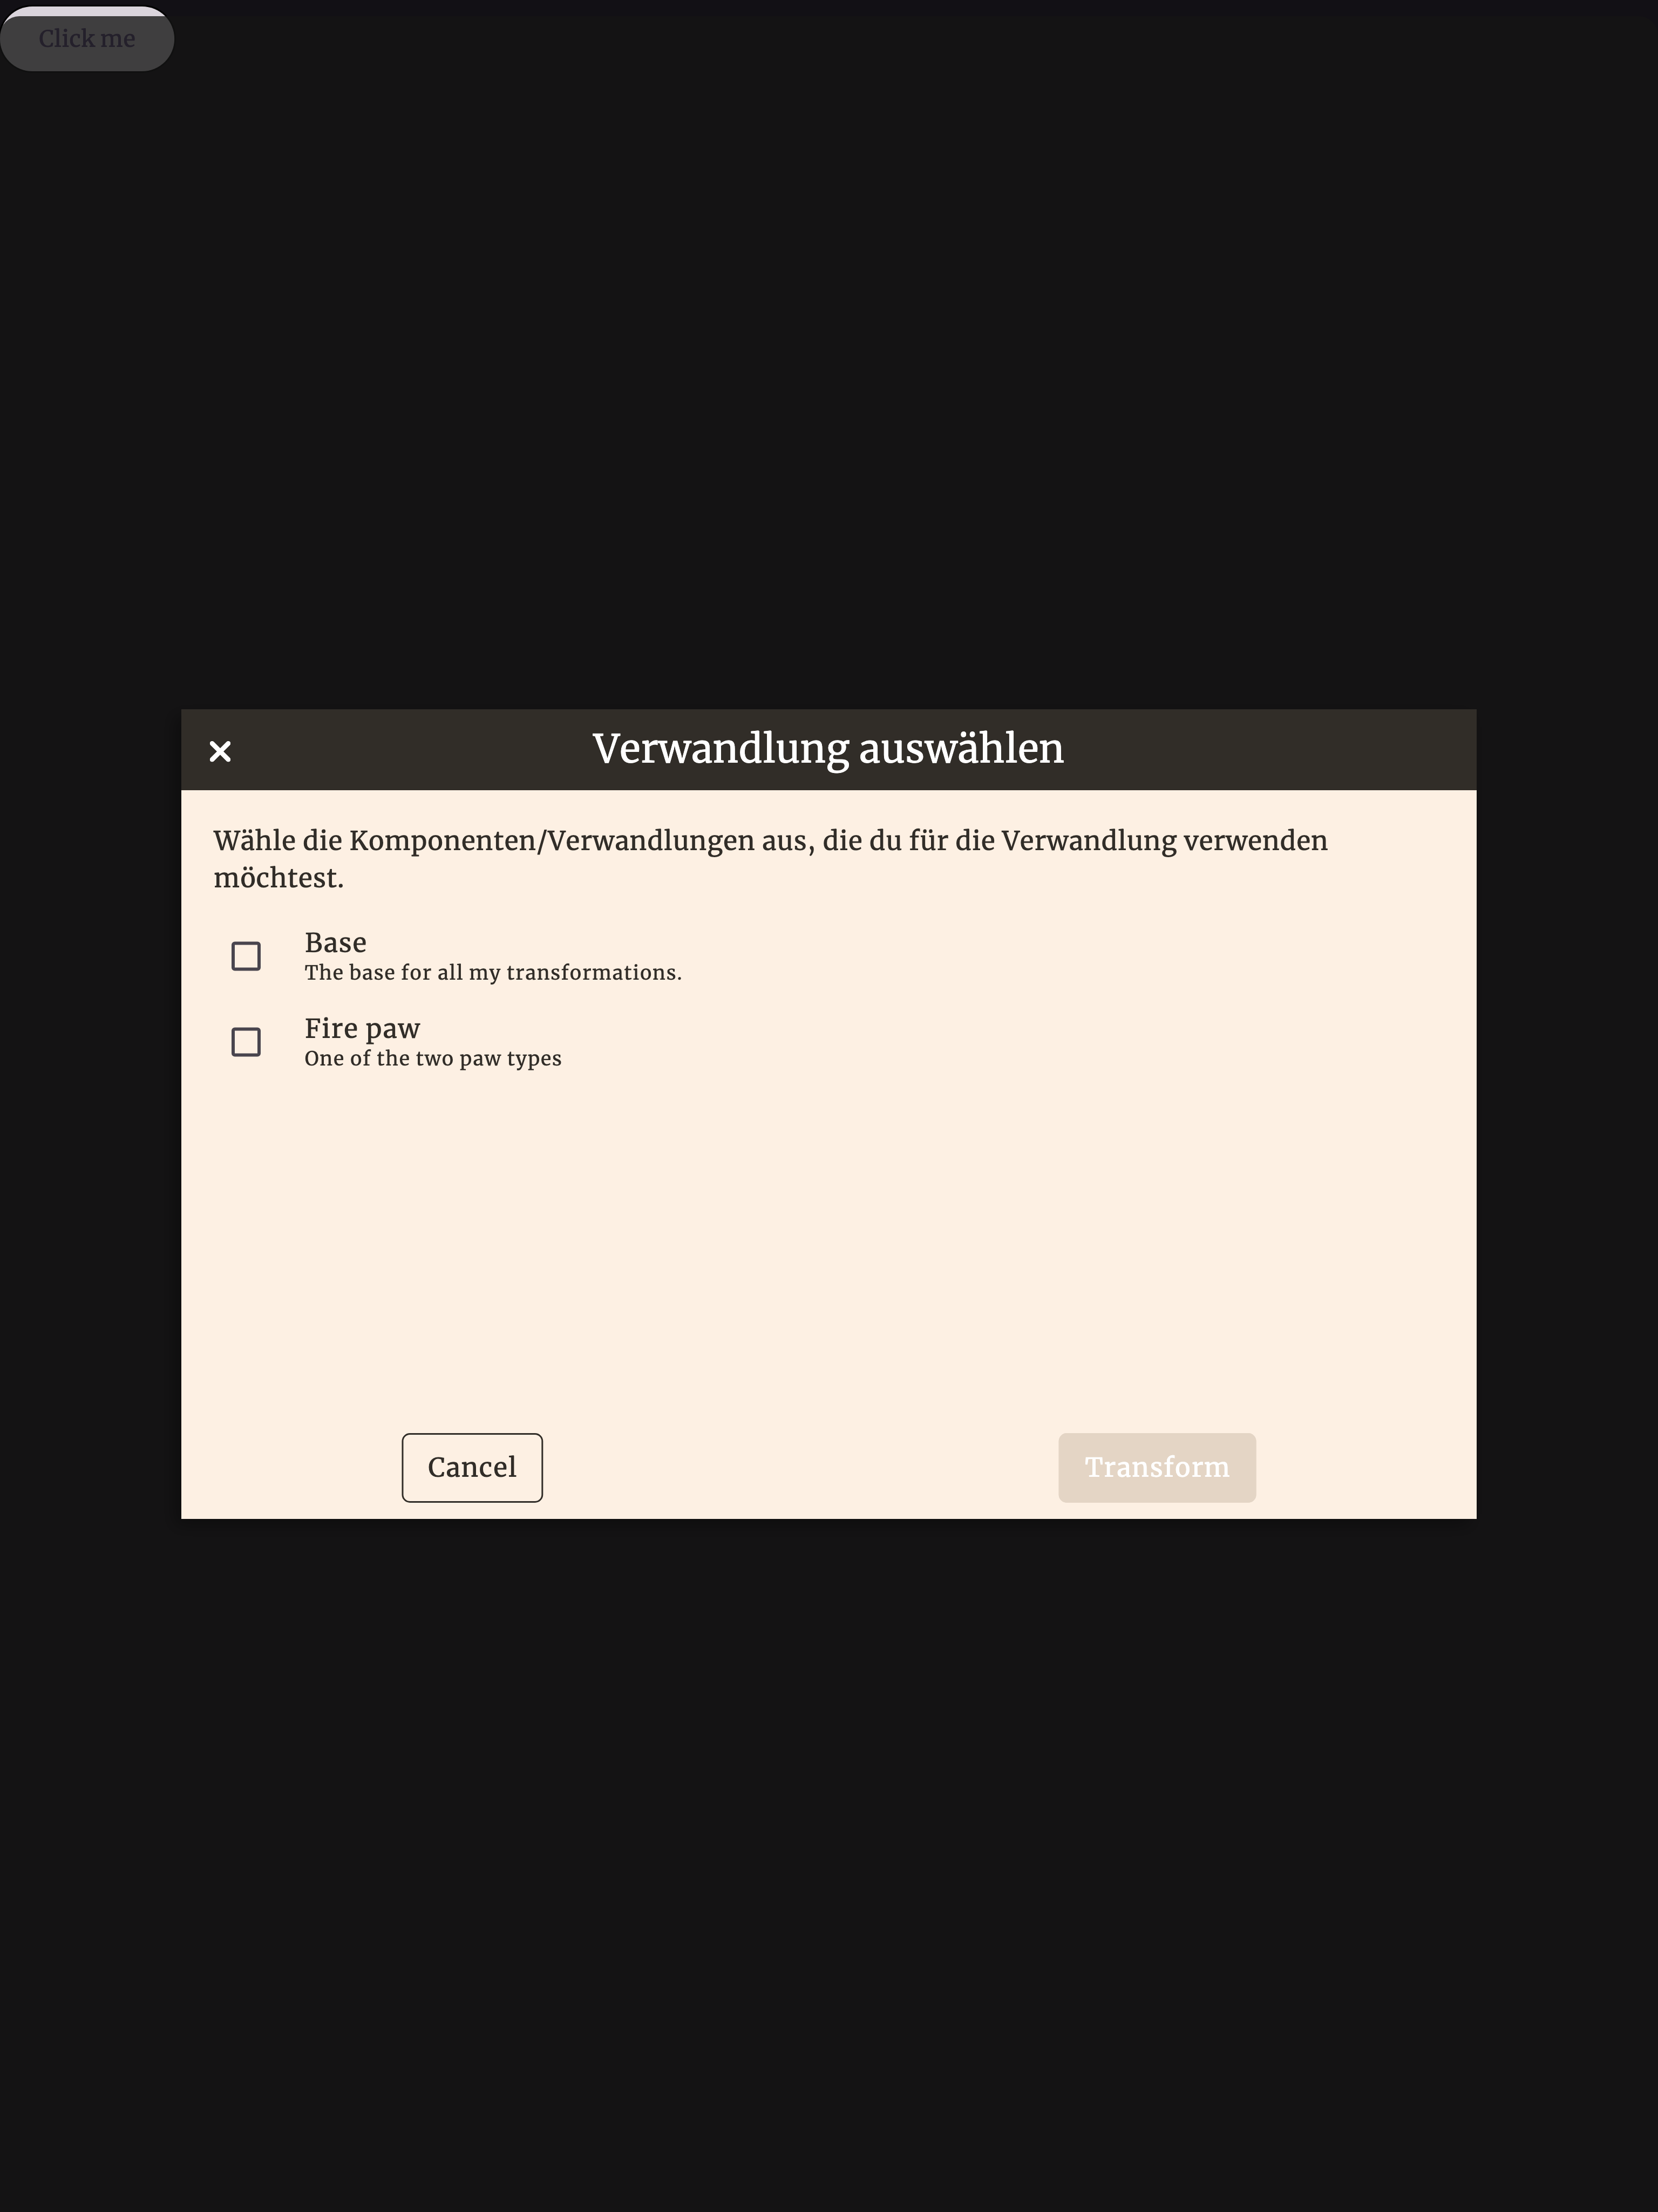 Click me
Verwandlung auswählen
Wähle die Komponenten/Verwandlungen aus, die du für die Verwandlung verwenden
möchtest.
Base
The base for all my transformations.
Fire paw
One of the two paw types
Cancel
Transform